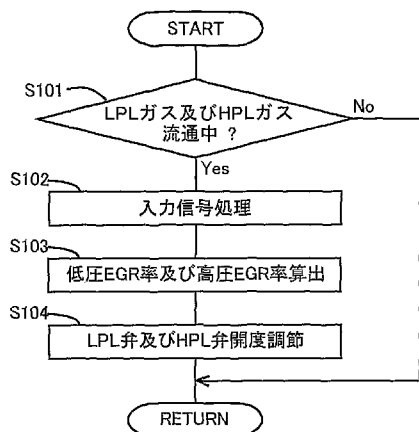 START
S101
LPLガス及びHPLガス
流通中 ?
No
Yes
S102
入力信号処理
S103
低圧EGR率及び高圧EGR率算出
S104
LPL弁及びHPL弁開度調節
RETURN